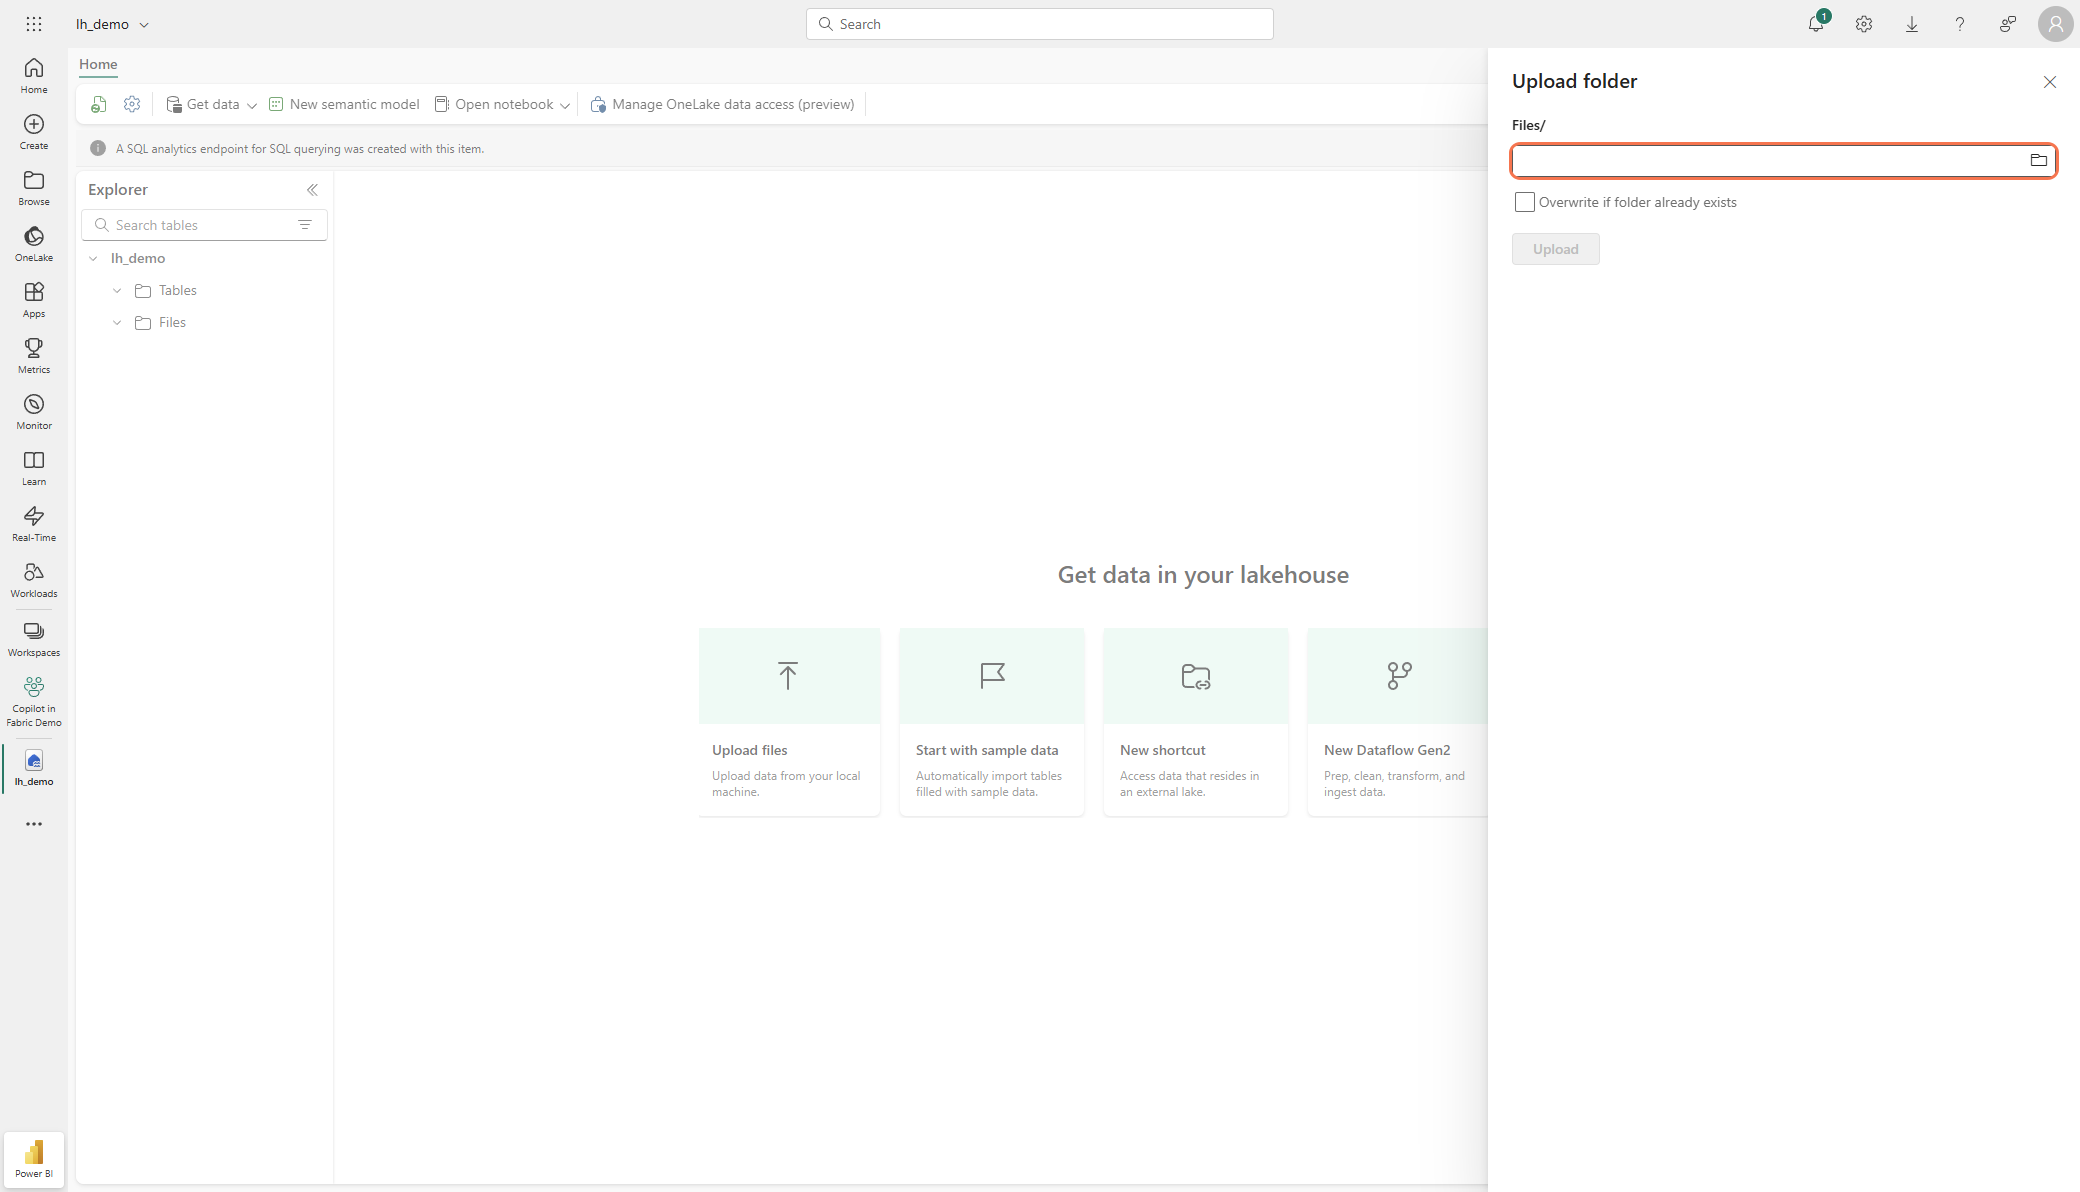 lh_demo
Search
1
Home
Create
Browse
OneLake
Apps
Metrics
Monitor
Learn
Real-Time
Workloads
Workspaces
Copilot in
Fabric Demo
lh_demo
Power BI
Home
Get data
New semantic model
Open notebook
Manage OneLake data access (preview)
A SQL analytics endpoint for SQL querying was created with this item.
Explorer
Search tables
lh_demo
Tables
Files
Get data in your lakehouse
Upload files
Upload data from your local
machine.
Start with sample data
Automatically import tables
filled with sample data.
New shortcut
Access data that resides in
an external lake.
New Dataflow Gen2
Prep, clean, transform, and
ingest data.
Upload folder
Files/
Overwrite if folder already exists
Upload